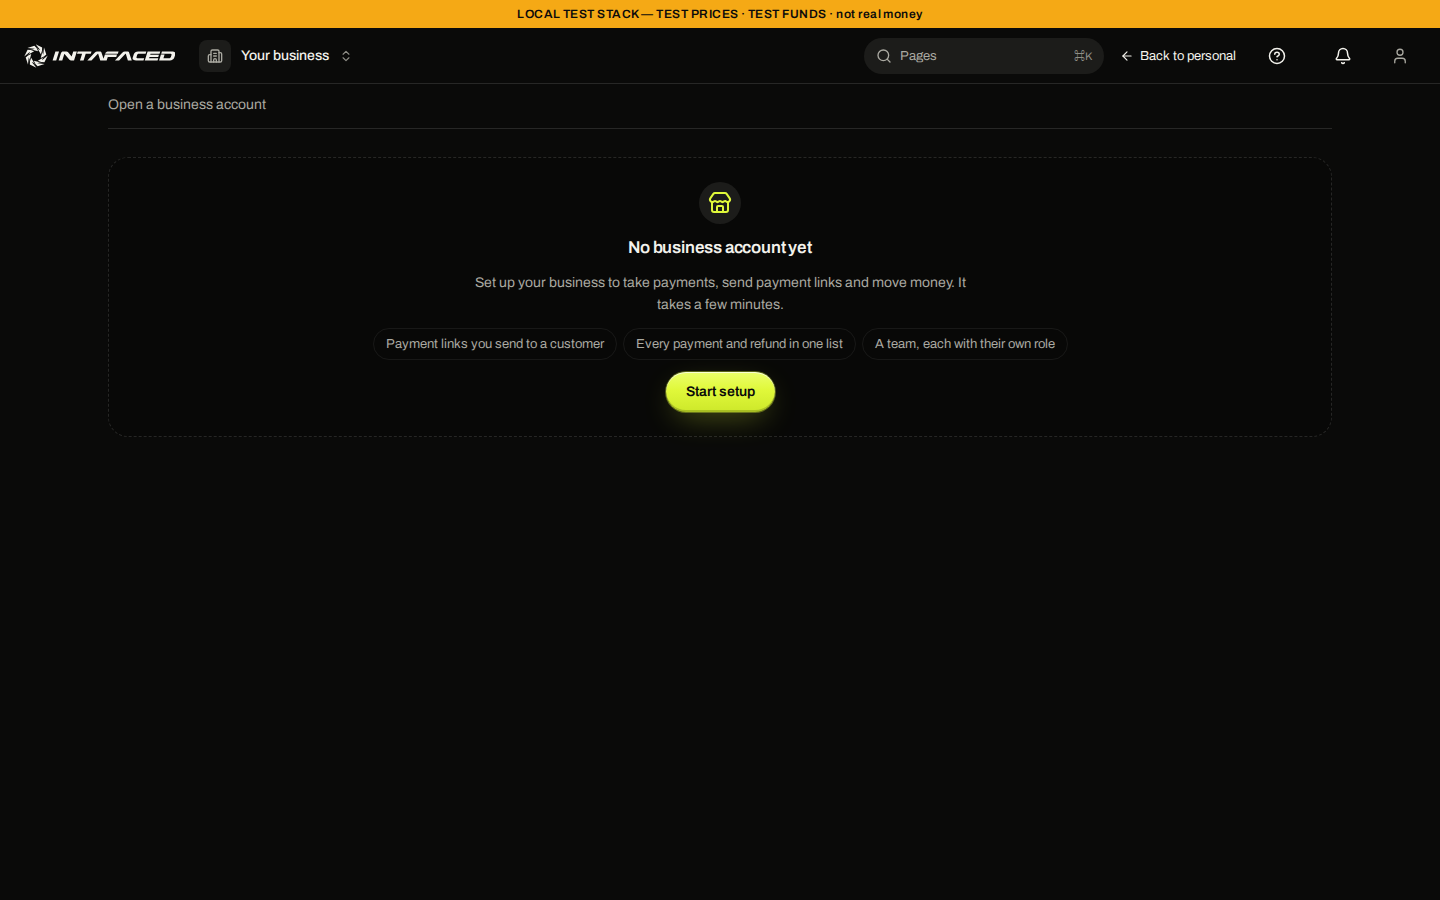 LOCAL TEST STACK — TEST PRICES · TEST FUNDS · not real money
INTAFACED
Your business
Pages
⌘K
Back to personal
Open a business account
No business account yet
Set up your business to take payments, send payment links and move money. It
takes a few minutes.
Payment links you send to a customer
Every payment and refund in one list
A team, each with their own role
Start setup